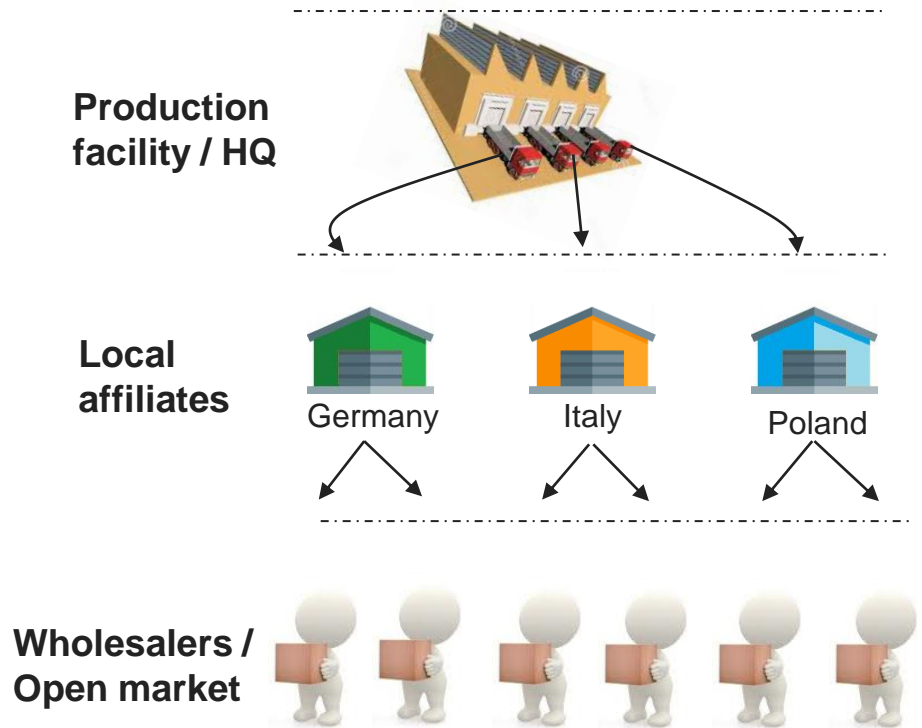 Production
facility / HQ
Local
affiliates
Germany
Italy
Poland
Wholesalers /
Open market